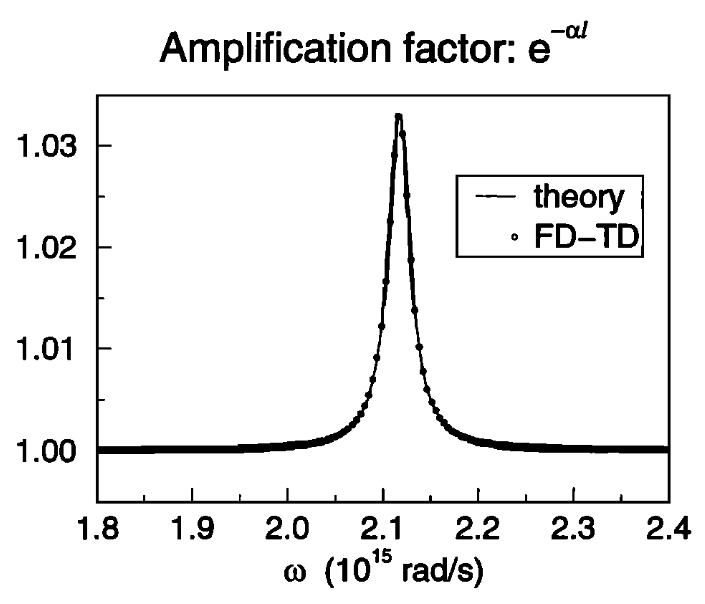 Amplification factor: e^−αl
1.03
1.02
1.01
1.00
theory
FD−TD
1.8 1.9 2.0 2.1 2.2 2.3 2.4
ω (10^15 rad/s)